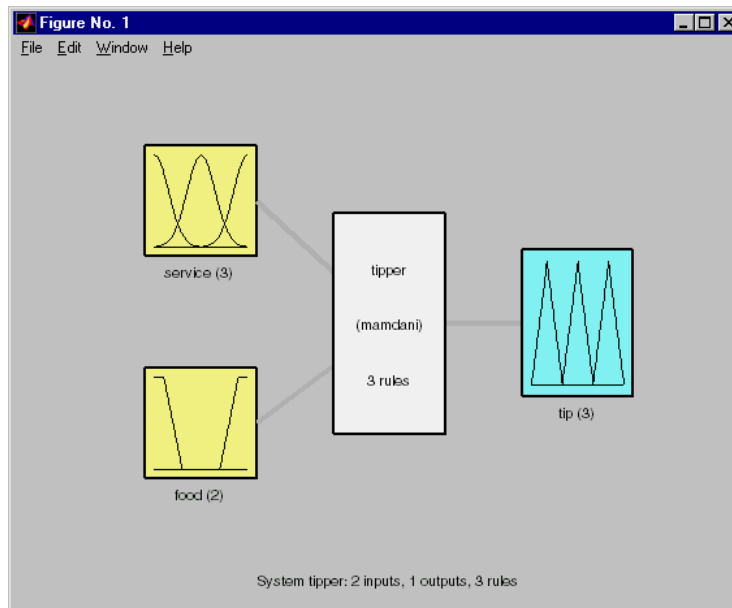 Figure No. 1
File Edit Window Help
service (3)
tipper
(mamdani)
3 rules
tip (3)
food (2)
System tipper: 2 inputs, 1 outputs, 3 rules